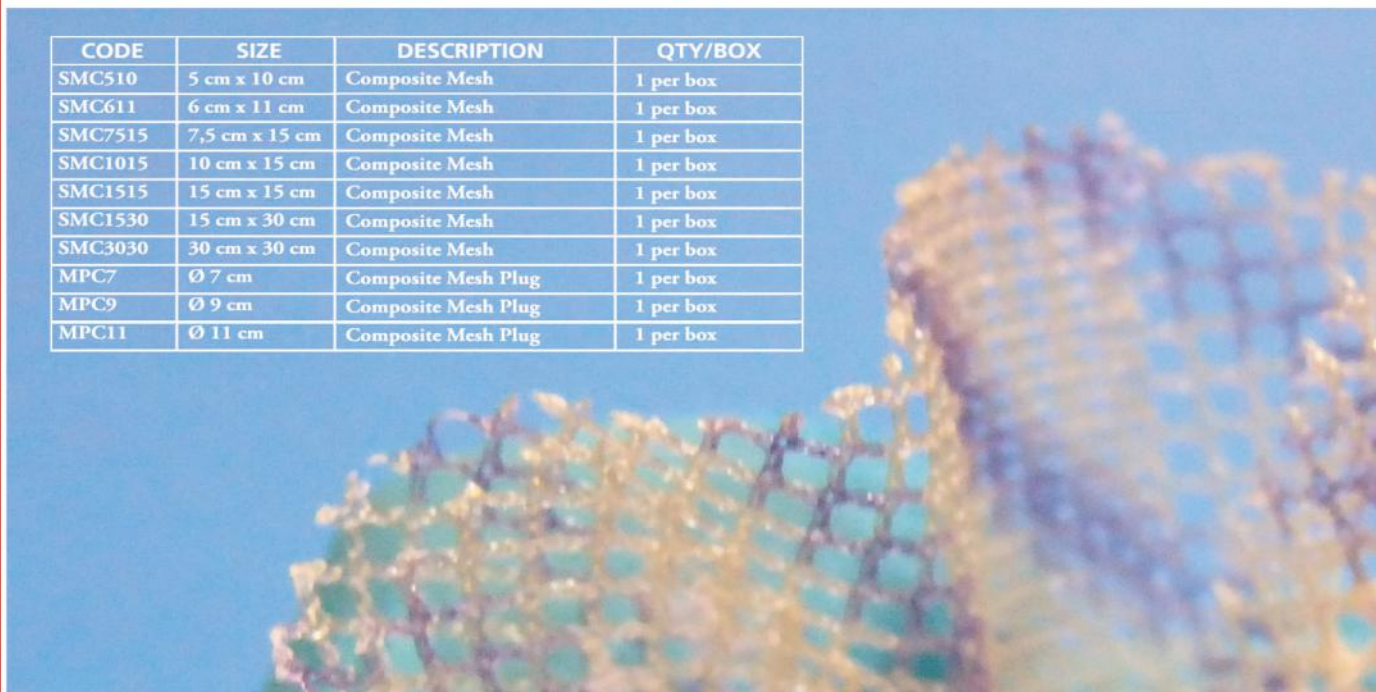 CODE SIZE DESCRIPTION QTY/BOX
SMC510 5 cm x 10 cm Composite Mesh 1 per box
SMC611 6 cm x 11 cm Composite Mesh 1 per box
SMC7515 7,5 cm x 15 cm Composite Mesh 1 per box
SMC1015 10 cm x 15 cm Composite Mesh 1 per box
SMC1515 15 cm x 15 cm Composite Mesh 1 per box
SMC1530 15 cm x 30 cm Composite Mesh 1 per box
SMC3030 30 cm x 30 cm Composite Mesh 1 per box
MPC7 Ø 7 cm Composite Mesh Plug 1 per box
MPC9 Ø 9 cm Composite Mesh Plug 1 per box
MPC11 Ø 11 cm Composite Mesh Plug 1 per box